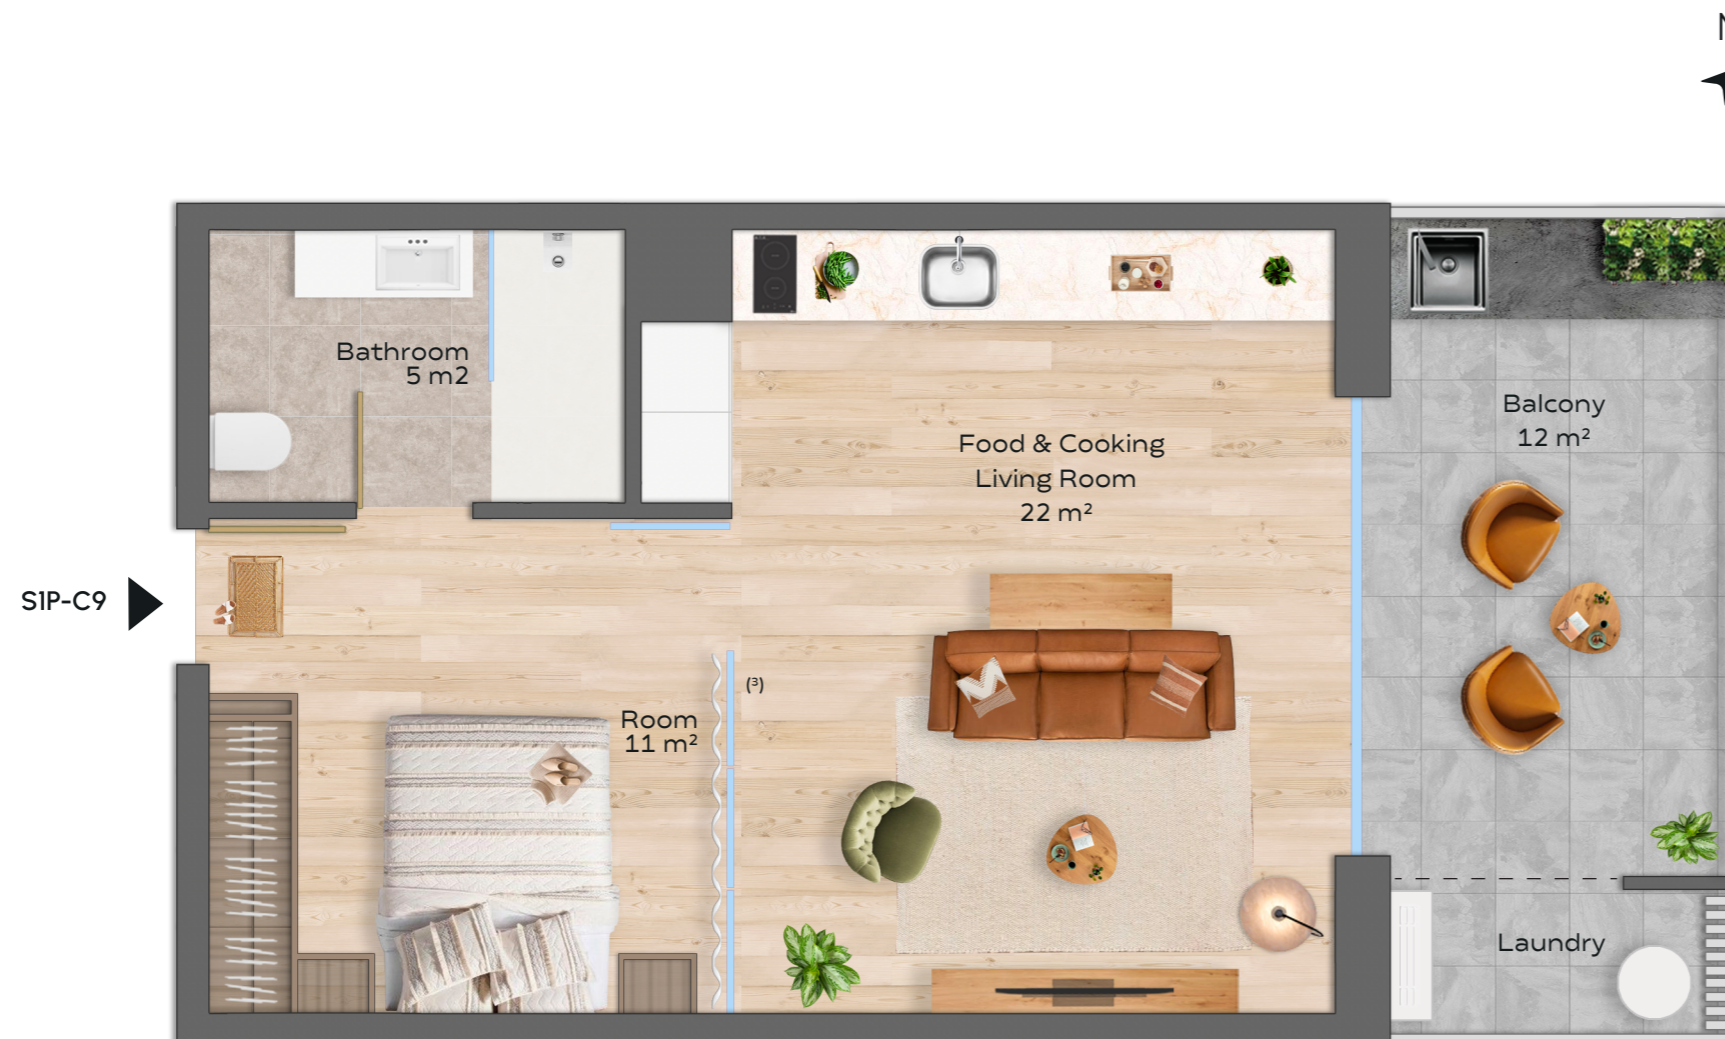 N
Bathroom
5 m2
Food & Cooking
Living Room
22 m²
Balcony
12 m²
S1P-C9
(³)
Room
11 m²
Laundry